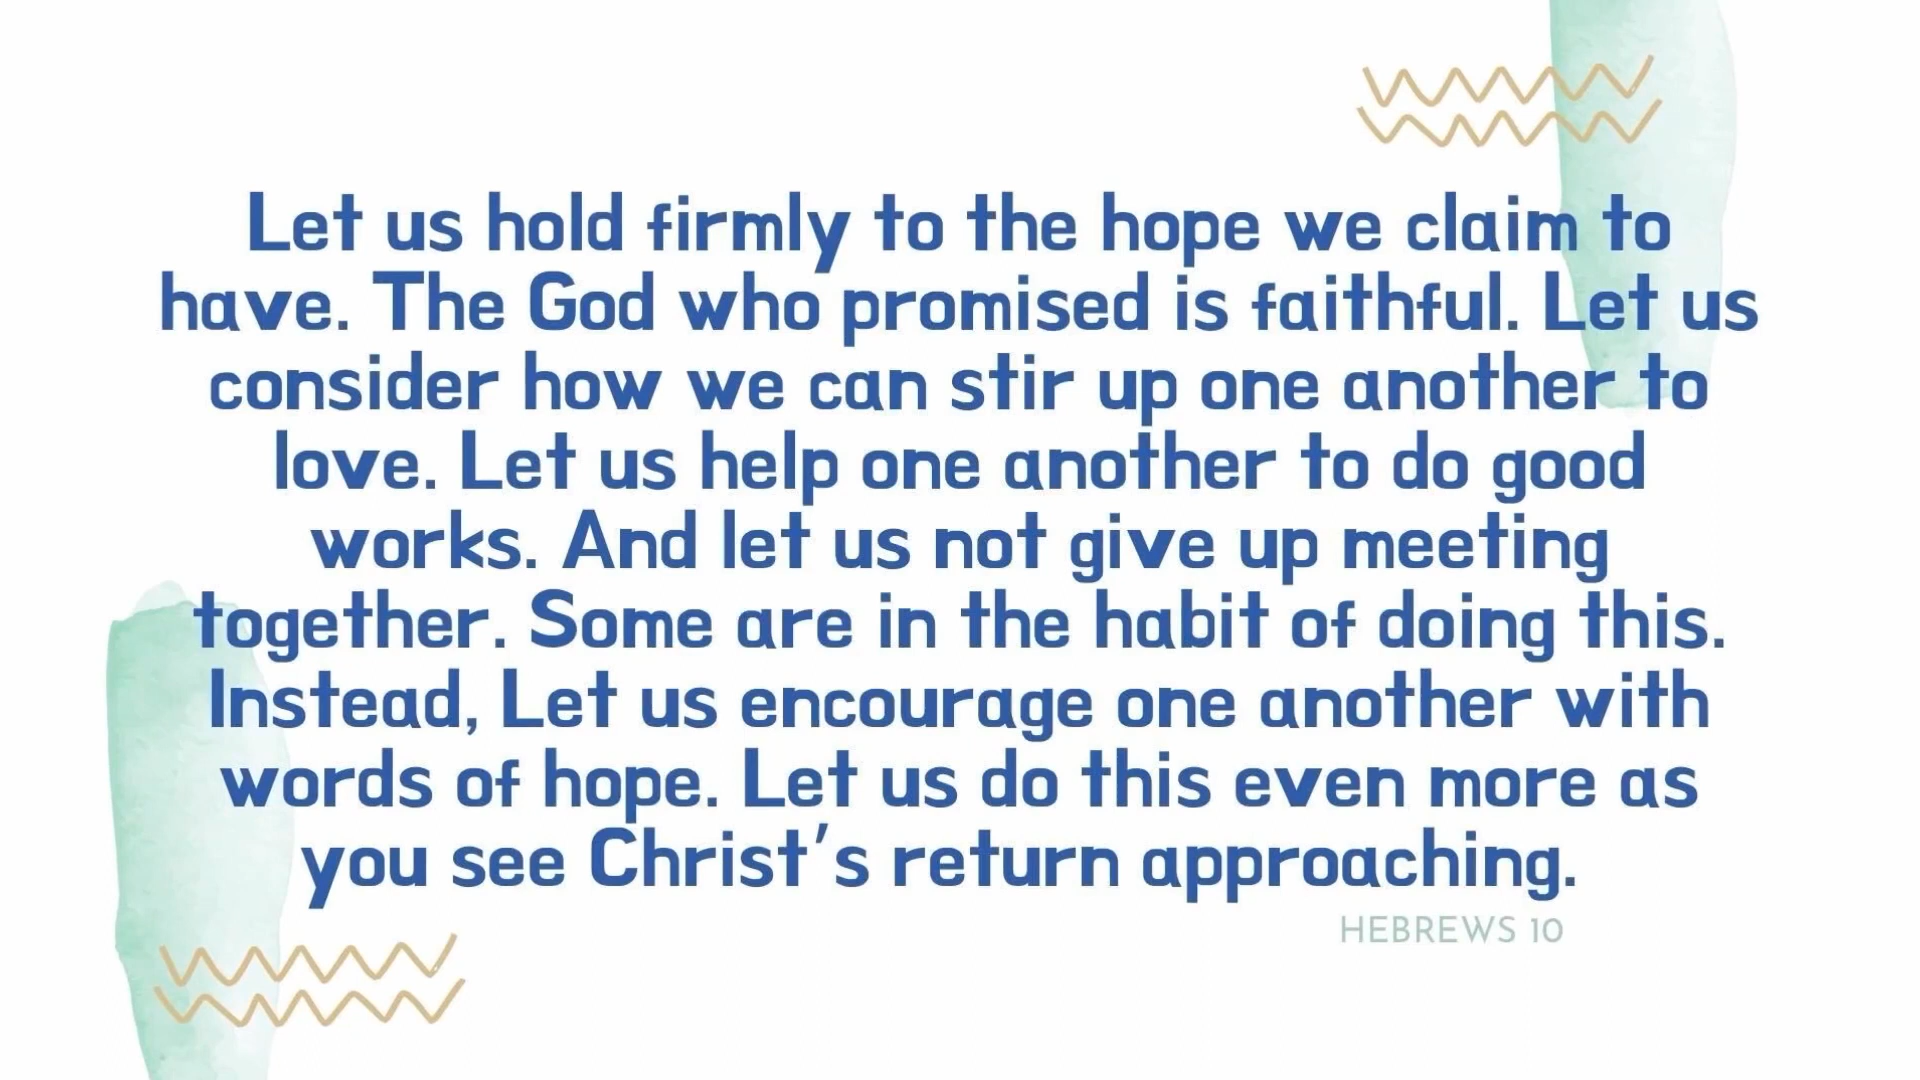 Let us hold firmly to the hope we claim to
have. The God who promised is faithful. Let us
consider how we can stir up one another to
love. Let us help one another to do good
works. And let us not give up meeting
together. Some are in the habit of doing this.
Instead, Let us encourage one another with
words of hope. Let us do this even more as
you see Christ's return approaching.
HEBREWS 10